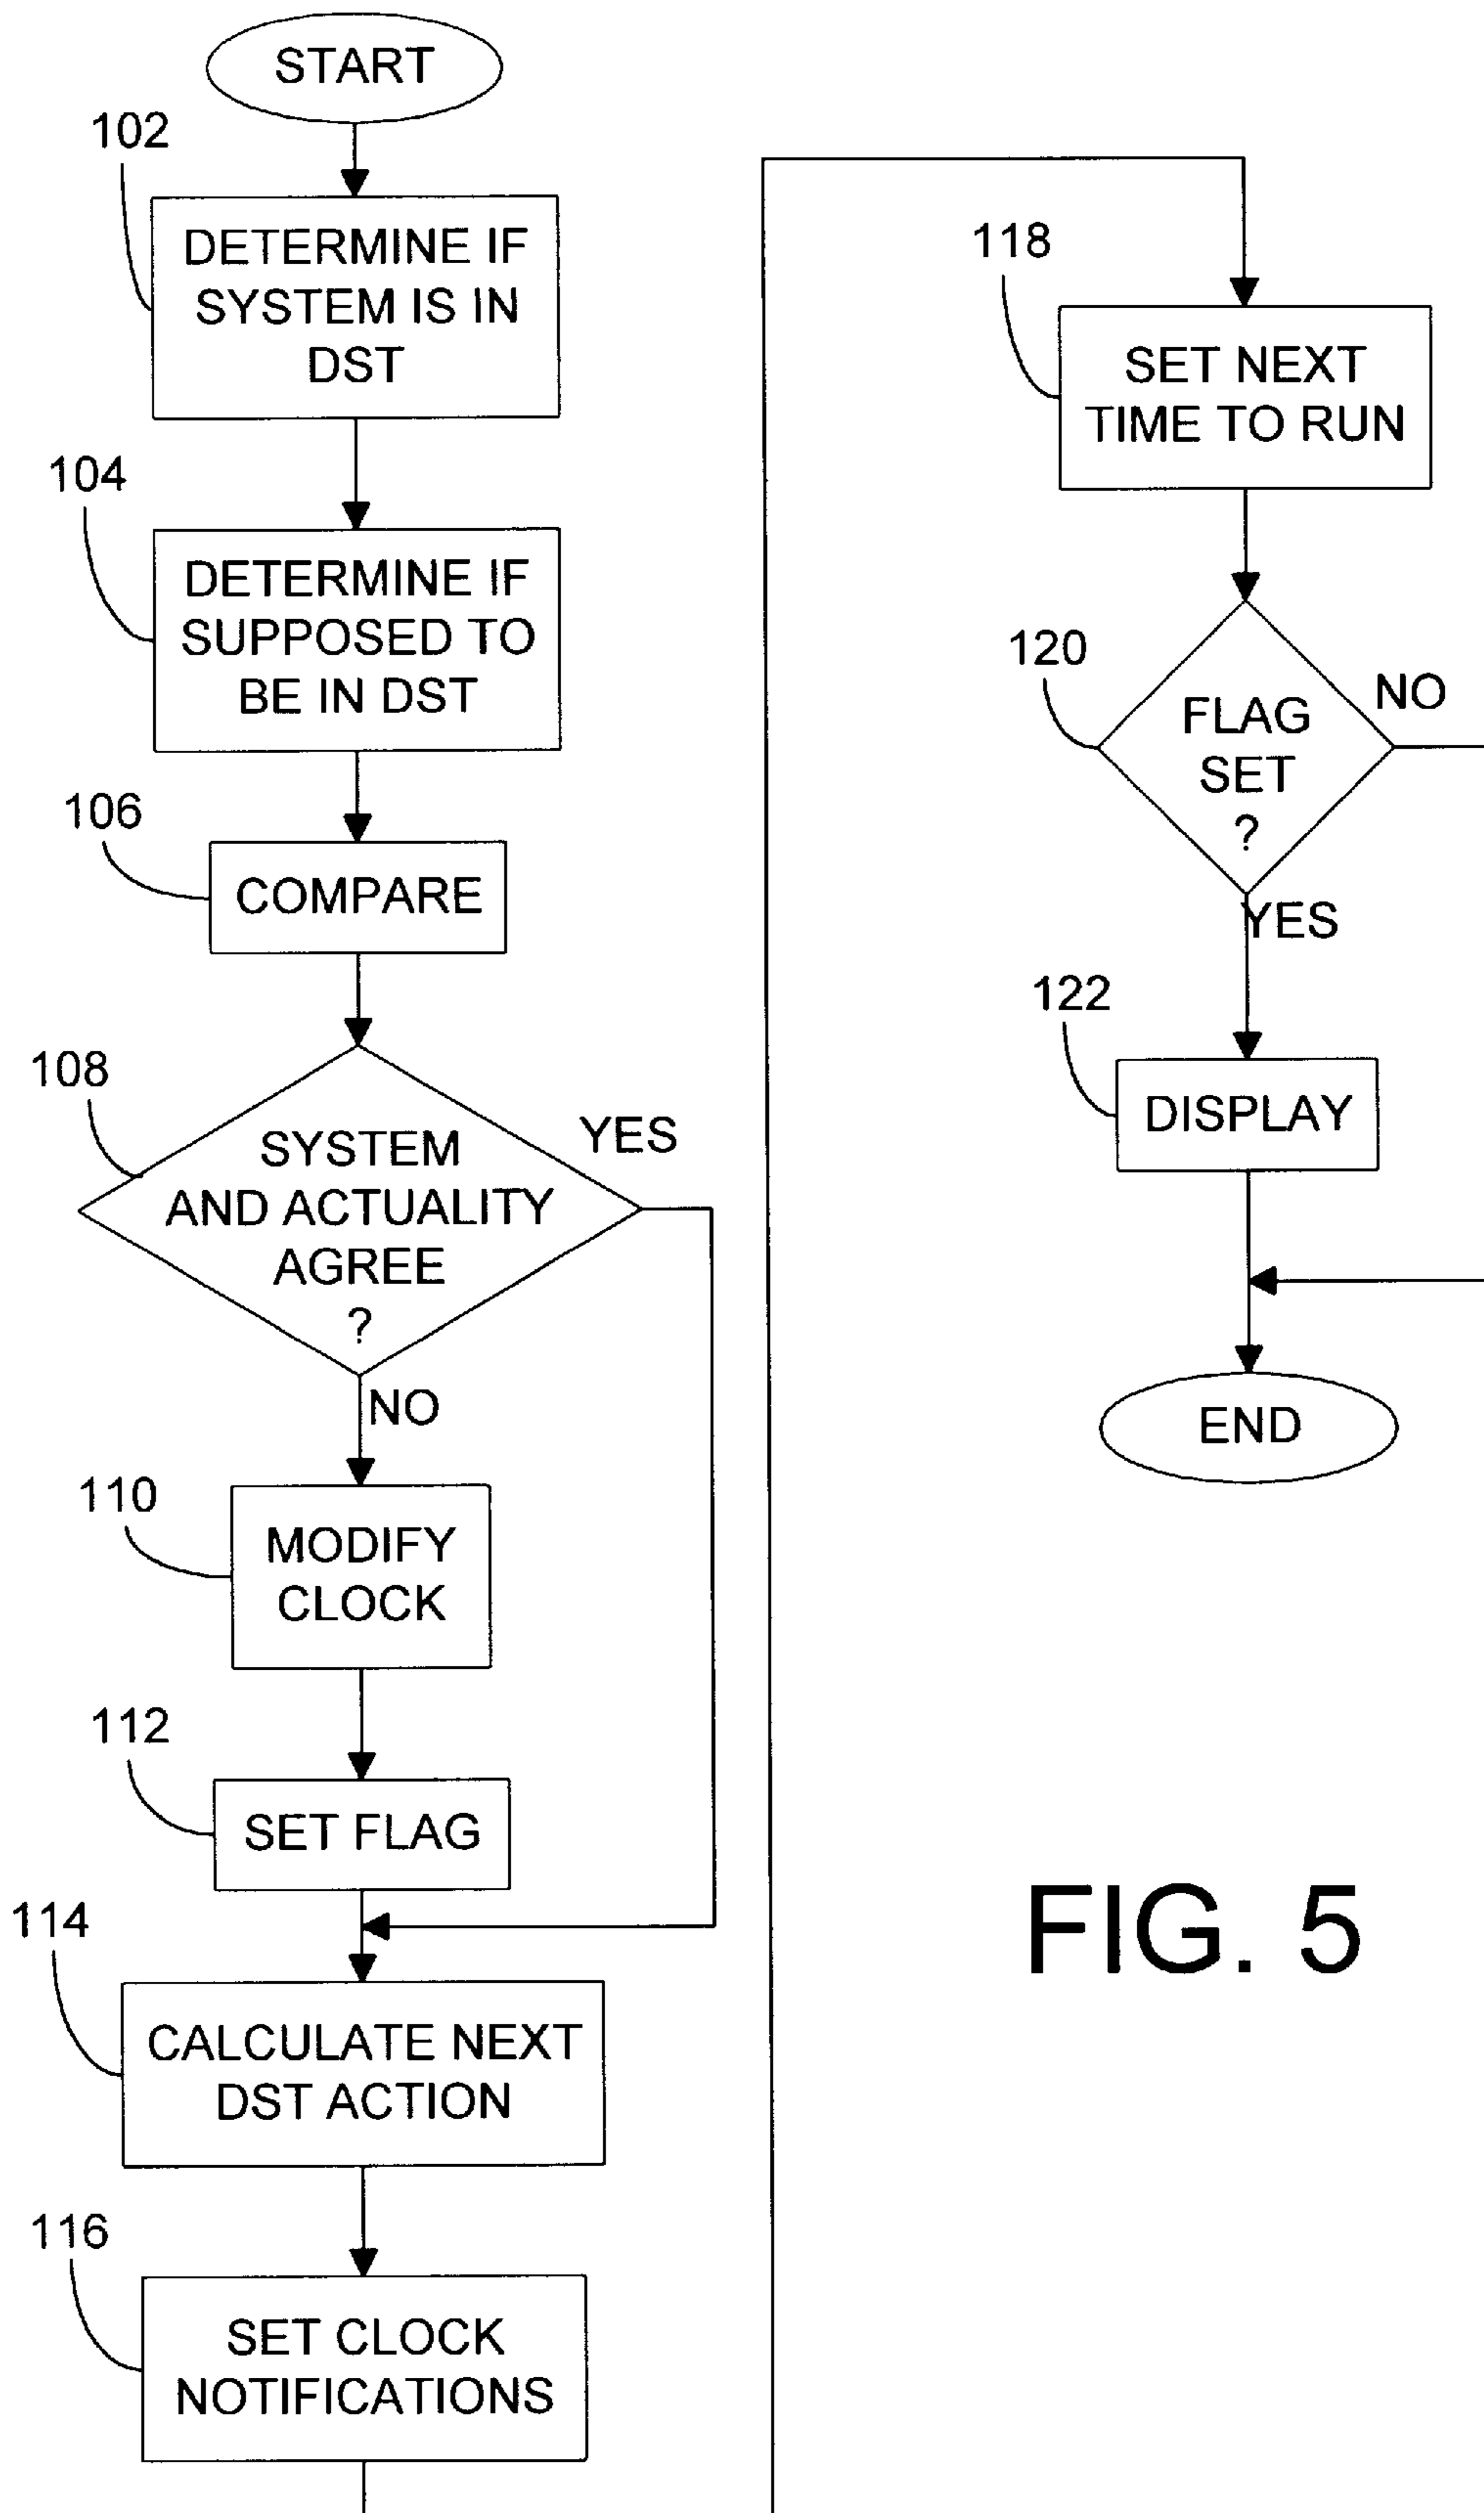 START
102
DETERMINE IF
SYSTEM IS IN
DST
104
DETERMINE IF
SUPPOSED TO
BE IN DST
106
COMPARE
108
SYSTEM
AND ACTUALITY
AGREE
?
YES
NO
110
MODIFY
CLOCK
112
SET FLAG
114
CALCULATE NEXT
DST ACTION
116
SET CLOCK
NOTIFICATIONS
118
SET NEXT
TIME TO RUN
120
FLAG
SET
?
NO
YES
122
DISPLAY
END
FIG. 5